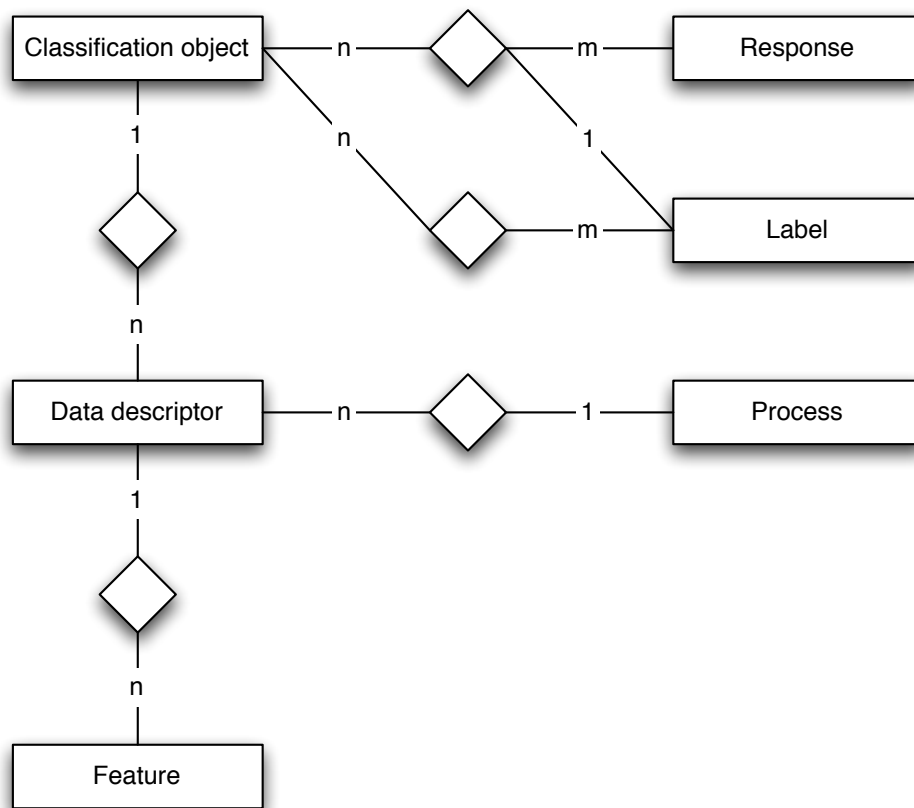 Classification object
n
m
Response
1
n
1
n
m
Label
n
Data descriptor
n
1
Process
1
n
Feature